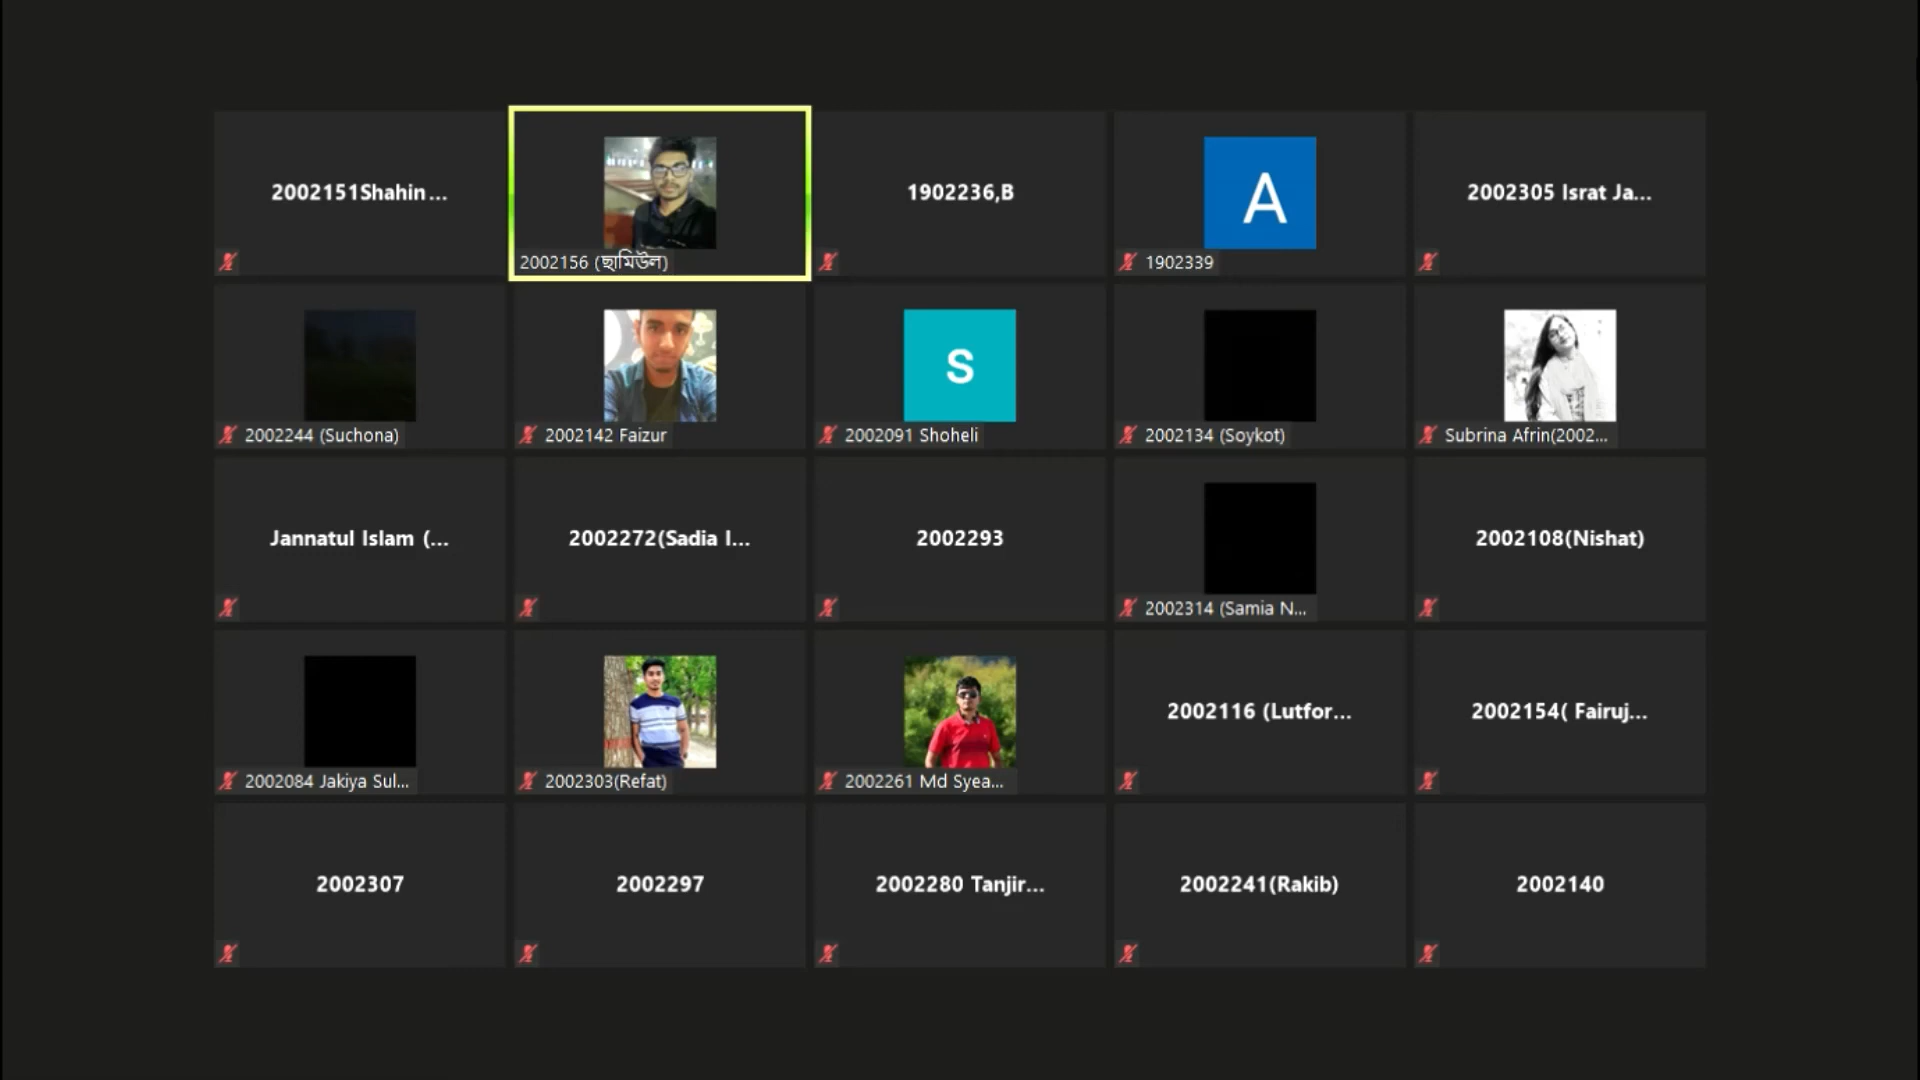 2002151Shahin...
2002156 (ছামিউল)
1902236,B
A
1902339
2002305 Israt Ja...
2002244 (Suchona)
2002142 Faizur
S
2002091 Shoheli
2002134 (Soykot)
Subrina Afrin(2002...
Jannatul Islam (...
2002272(Sadia I...
2002293
2002314 (Samia N...
2002108(Nishat)
2002084 Jakiya Sul...
2002303(Refat)
2002261 Md Syea...
2002116 (Lutfor...
2002154( Fairuj...
2002307
2002297
2002280 Tanjir...
2002241(Rakib)
2002140